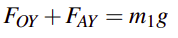 F_{OY} + F_{AY} = m_1 g